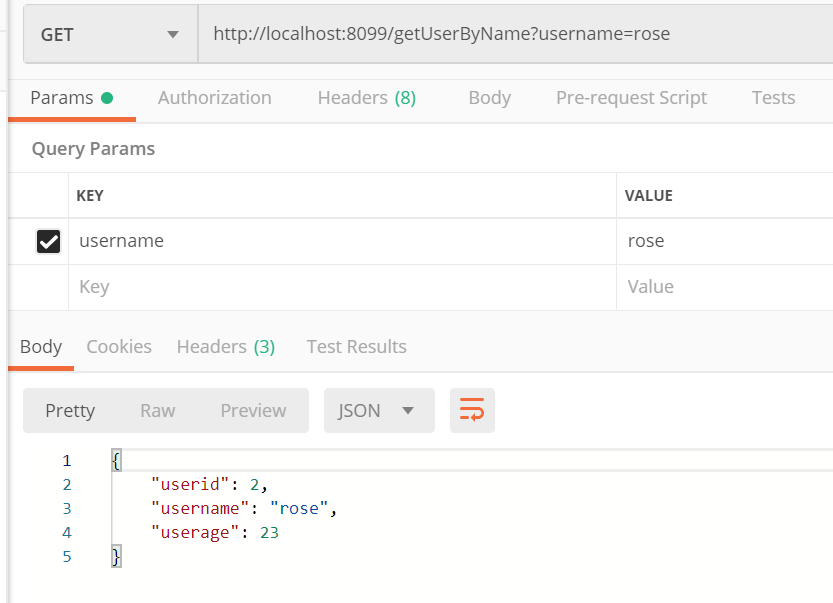 GET http://localhost:8099/getUserByName?username=rose
Params Authorization Headers (8) Body Pre-request Script Tests
Query Params
KEY VALUE
username rose
Key Value
Body Cookies Headers (3) Test Results
Pretty Raw Preview JSON
1 {
2 "userid": 2,
3 "username": "rose",
4 "userage": 23
5 }